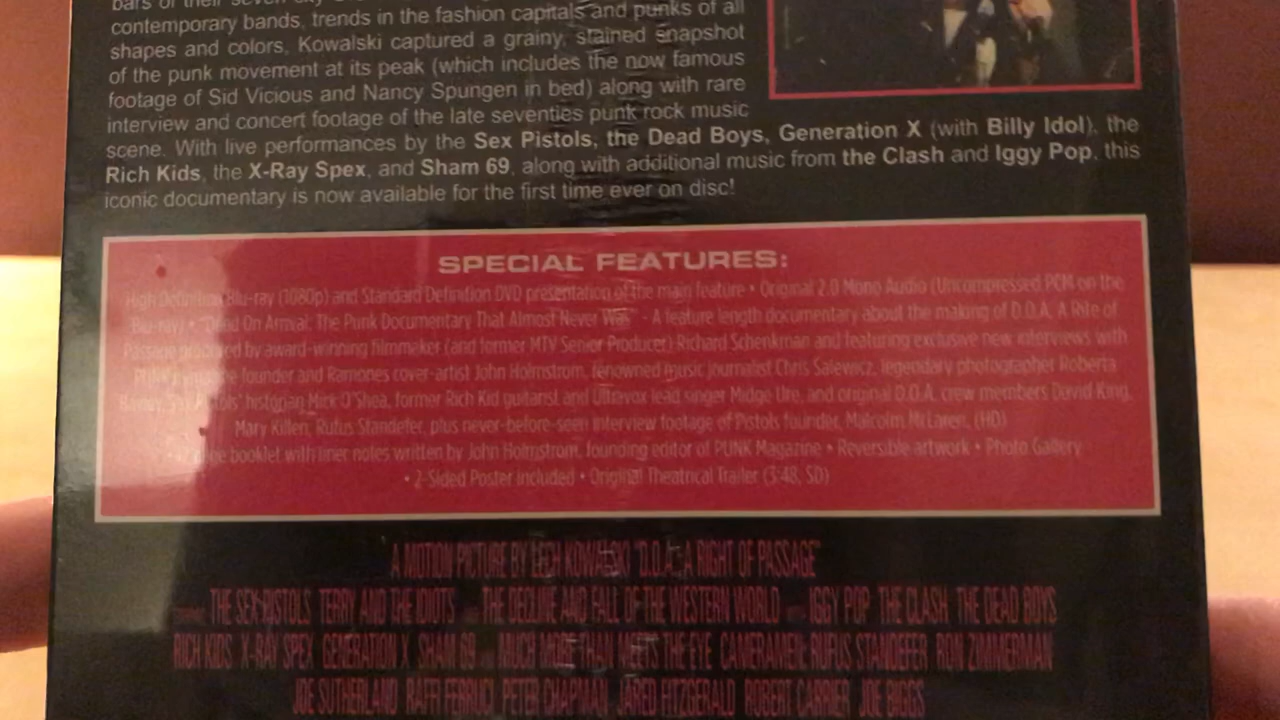 bars of their seven
contemporary bands, trends in the fashion capitals and punks of all
shapes and colors, Kowalski captured a grainy, stained snapshot
of the punk movement at its peak (which includes the now famous
footage of Sid Vicious and Nancy Spungen in bed) along with rare
interview and concert footage of the late seventies punk rock music
scene. With live performances by the Sex Pistols, the Dead Boys, Generation X (with Billy Idol), the
Rich Kids, the X-Ray Spex, and Sham 69, along with additional music from the Clash and Iggy Pop, this
iconic documentary is now available for the first time ever on disc!
SPECIAL FEATURES:
High Definition Blu-ray (1080p) and Standard Definition DVD presentation of the main feature • Original 2.0 Mono Audio (Uncompressed PCM on the
Blu-ray) • "Dead On Arrival: The Punk Documentary That Almost Never Was" - A feature length documentary about the making of D.O.A. A Rite of
Passage produced by award-winning filmmaker (and former MTV Senior Producer) Richard Schenkman and featuring exclusive new interviews with
founder and Ramones cover-artist John Holmstrom, renowned music journalist Chris Salewicz, legendary photographer Roberta
Bayley, Sex Pistols' historian Mick O'Shea, former Rich Kid guitarist and Ultravox lead singer Midge Ure, and original D.O.A. crew members David King,
Mary Killen, Rufus Standefer, plus never-before-seen interview footage of Pistols founder, Malcolm McLaren, (HD)
booklet with liner notes written by John Holmstrom, founding editor of PUNK Magazine • Reversible artwork • Photo Gallery
• 2-Sided Poster included • Original Theatrical Trailer (3:48, SD)
A MOTION PICTURE BY LECH KOWALSKI "D.O.A.: A RIGHT OF PASSAGE"
THE SEX PISTOLS TERRY AND THE IDIOTS THE DECLINE AND FALL OF THE WESTERN WORLD IGGY POP THE CLASH THE DEAD BOYS
RICH KIDS X-RAY SPEX GENERATION X SHAM 69 MUCH MORE THAN MEETS THE EYE CAMERAMEN RUFUS STANDEFER RON ZIMMERMAN
JOE SUTHERLAND RAFFI FERRUCI PETER CHAPMAN JARED FITZGERALD ROBERT CARRIER JOE BIGGS